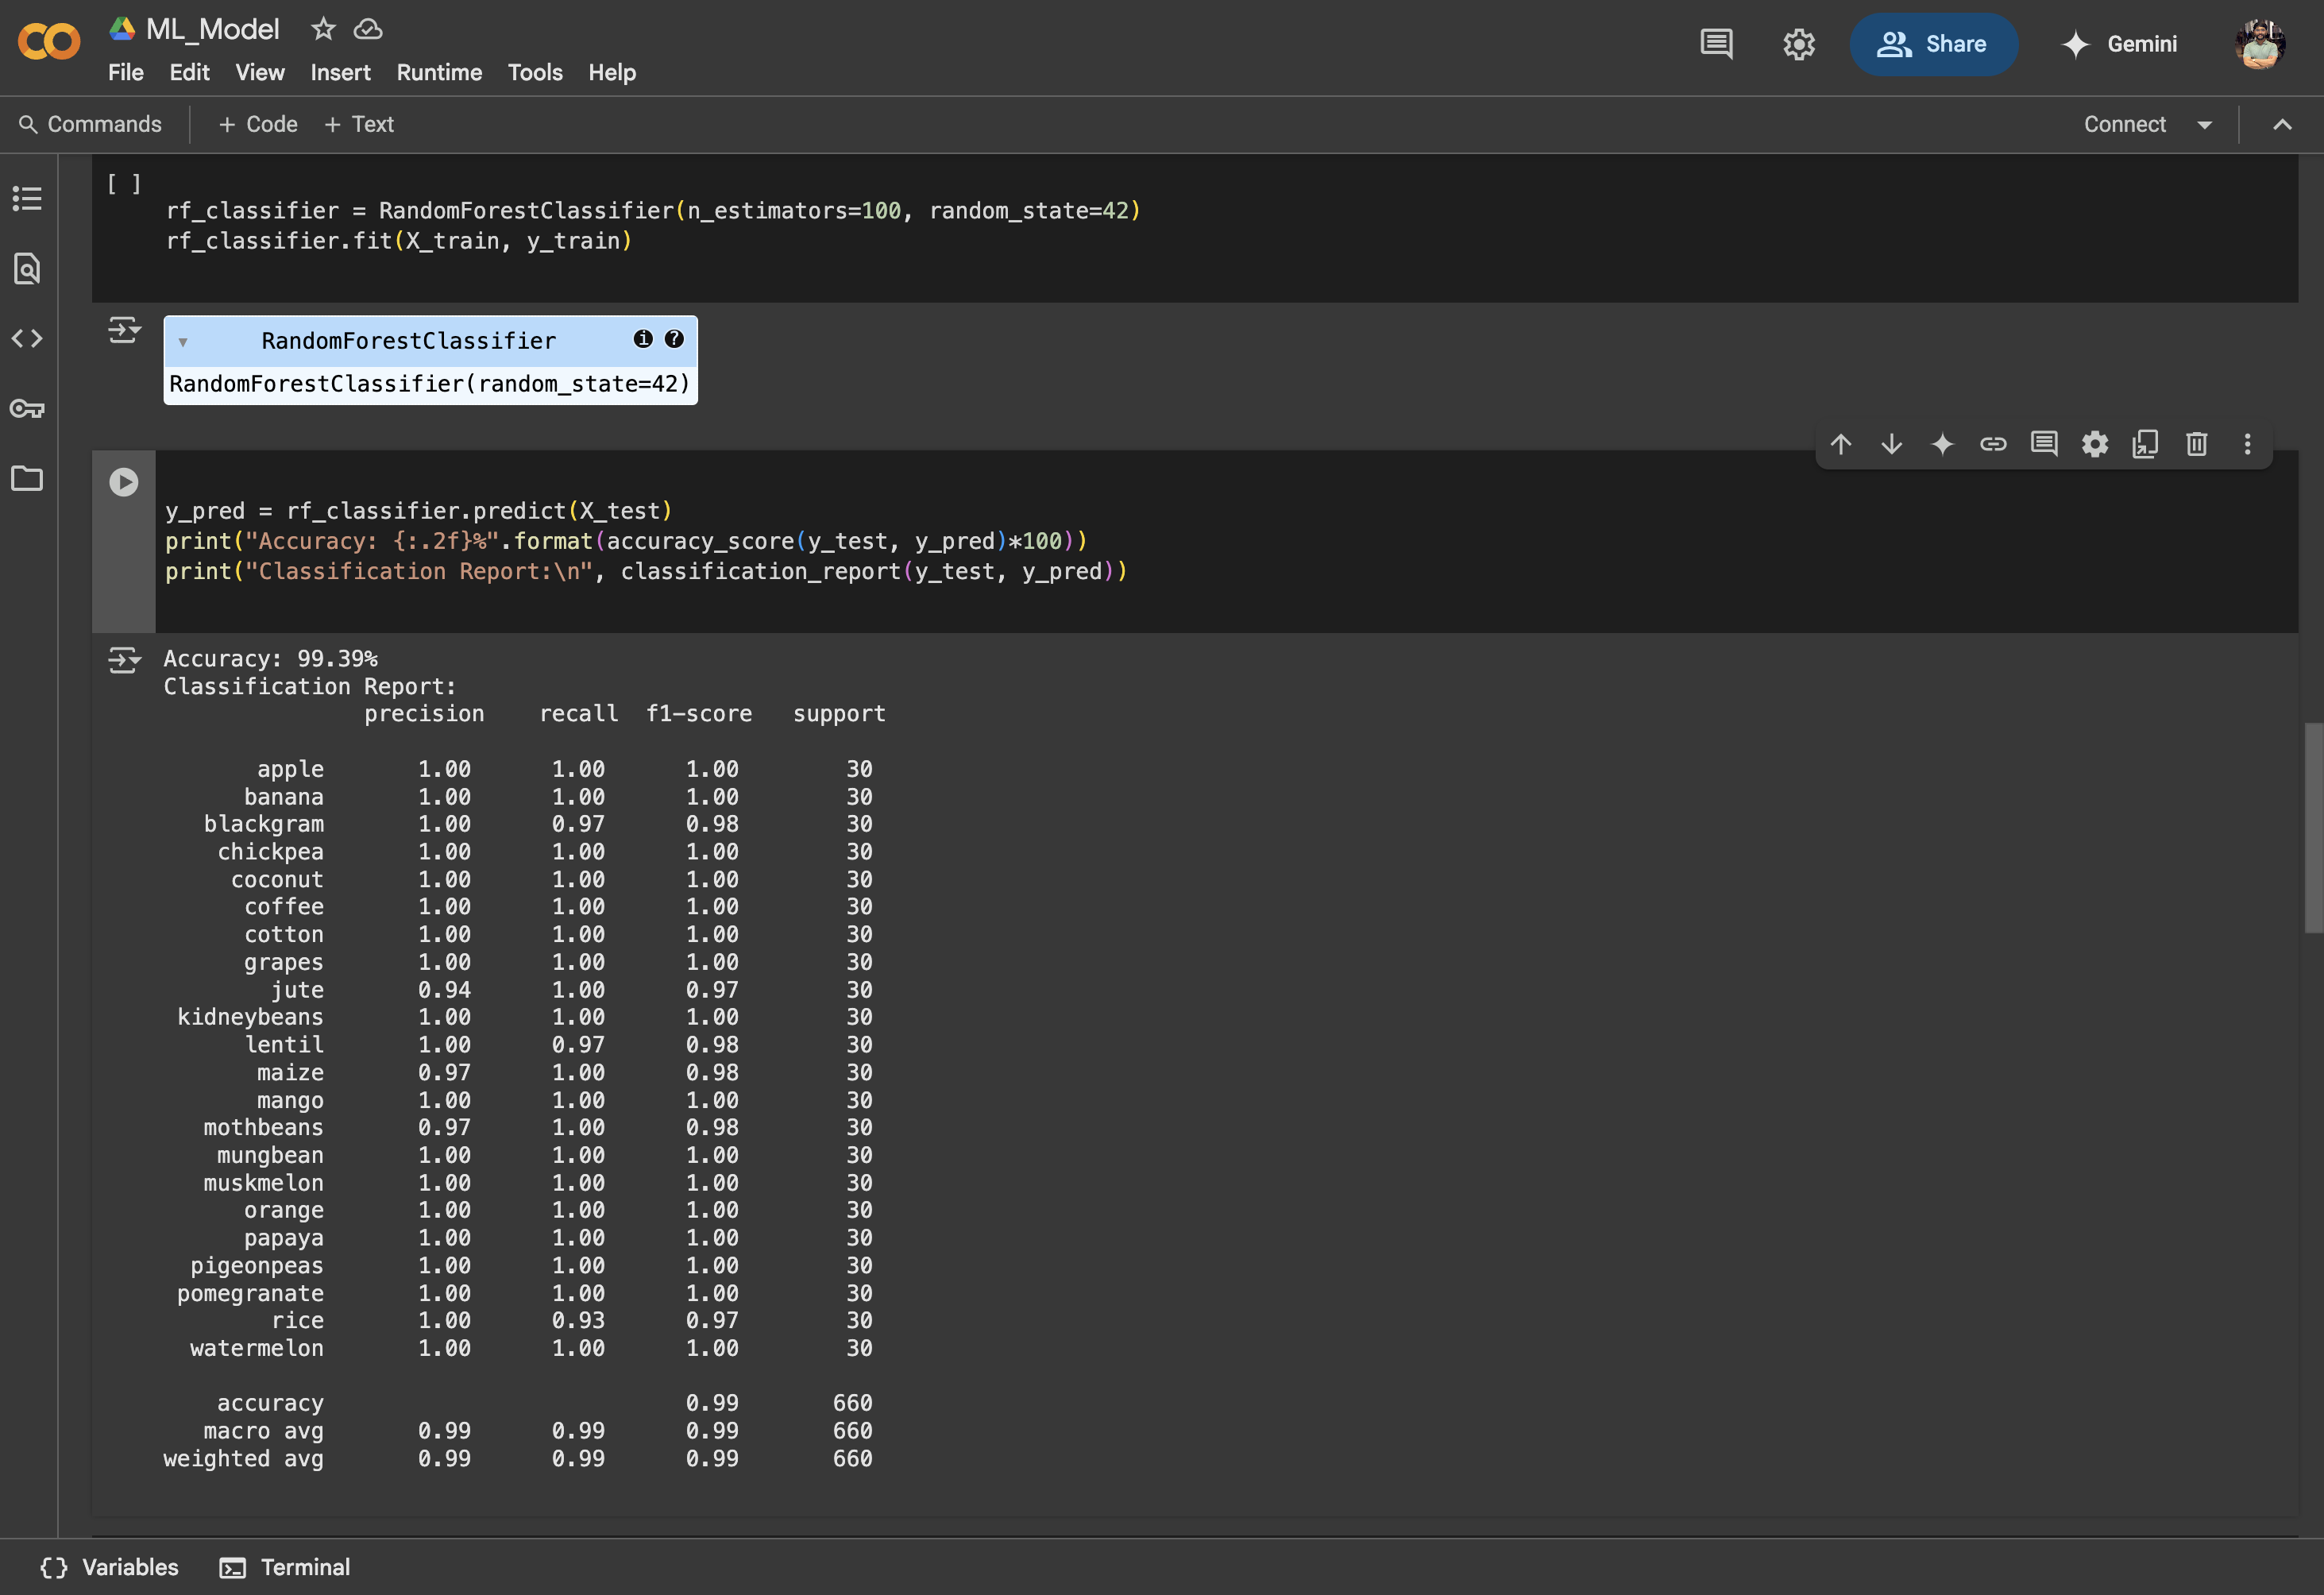 ML_Model
File Edit View Insert Runtime Tools Help
Share
Gemini
Commands + Code + Text
Connect
[ ]
rf_classifier = RandomForestClassifier(n_estimators=100, random_state=42)
rf_classifier.fit(X_train, y_train)
RandomForestClassifier i ?
RandomForestClassifier(random_state=42)
y_pred = rf_classifier.predict(X_test)
print("Accuracy: {:.2f}%".format(accuracy_score(y_test, y_pred)*100))
print("Classification Report:\n", classification_report(y_test, y_pred))
Accuracy: 99.39%
Classification Report:
precision recall f1-score support
apple 1.00 1.00 1.00 30
banana 1.00 1.00 1.00 30
blackgram 1.00 0.97 0.98 30
chickpea 1.00 1.00 1.00 30
coconut 1.00 1.00 1.00 30
coffee 1.00 1.00 1.00 30
cotton 1.00 1.00 1.00 30
grapes 1.00 1.00 1.00 30
jute 0.94 1.00 0.97 30
kidneybeans 1.00 1.00 1.00 30
lentil 1.00 0.97 0.98 30
maize 0.97 1.00 0.98 30
mango 1.00 1.00 1.00 30
mothbeans 0.97 1.00 0.98 30
mungbean 1.00 1.00 1.00 30
muskmelon 1.00 1.00 1.00 30
orange 1.00 1.00 1.00 30
papaya 1.00 1.00 1.00 30
pigeonpeas 1.00 1.00 1.00 30
pomegranate 1.00 1.00 1.00 30
rice 1.00 0.93 0.97 30
watermelon 1.00 1.00 1.00 30
accuracy 0.99 660
macro avg 0.99 0.99 0.99 660
weighted avg 0.99 0.99 0.99 660
Variables Terminal